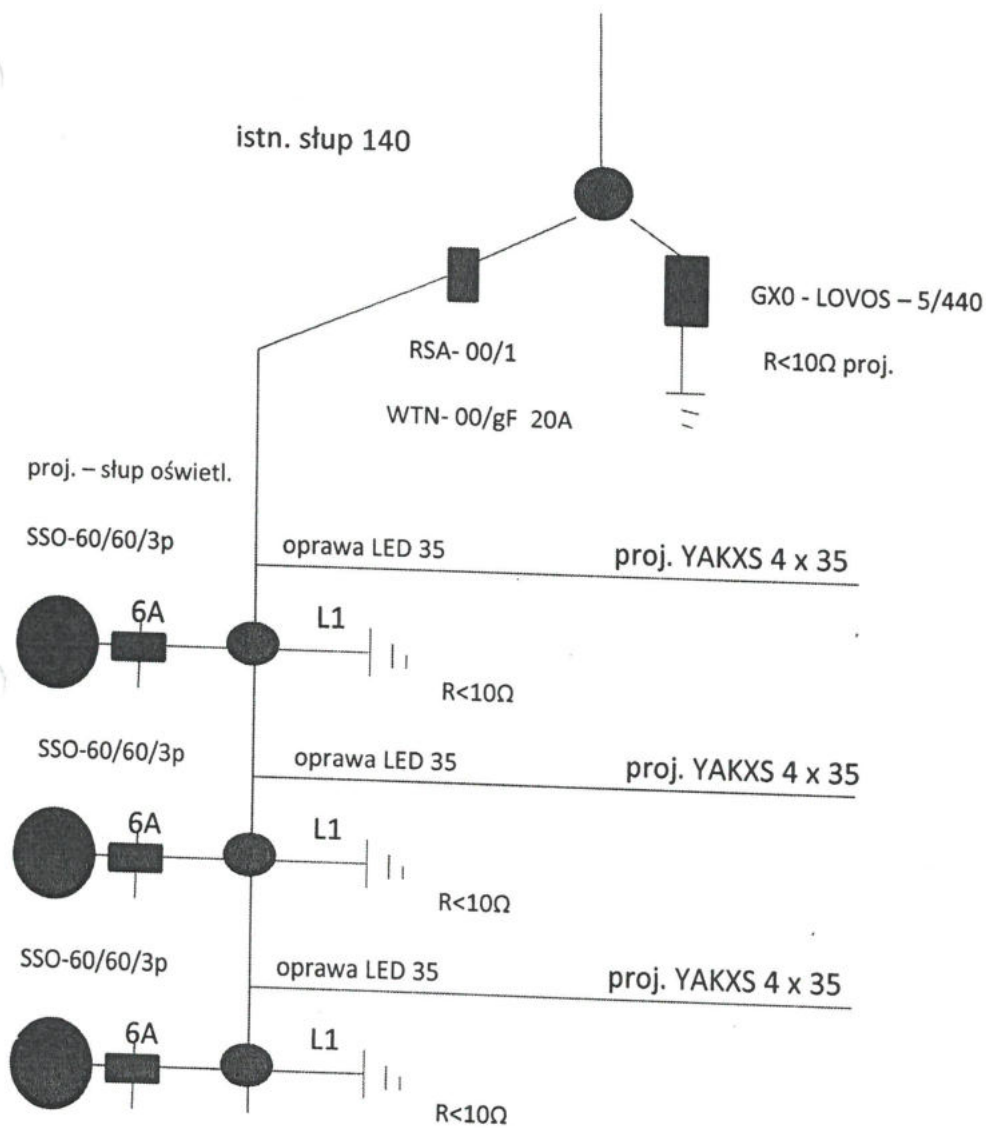 istn. słup 140
GX0 - LOVOS – 5/440
RSA- 00/1
R<10Ω proj.
WTN- 00/gF 20A
proj. – słup oświetl.
SSO-60/60/3p
oprawa LED 35
proj. YAKXS 4 x 35
6A
L1
R<10Ω
SSO-60/60/3p
oprawa LED 35
proj. YAKXS 4 x 35
6A
L1
R<10Ω
SSO-60/60/3p
oprawa LED 35
proj. YAKXS 4 x 35
6A
L1
R<10Ω